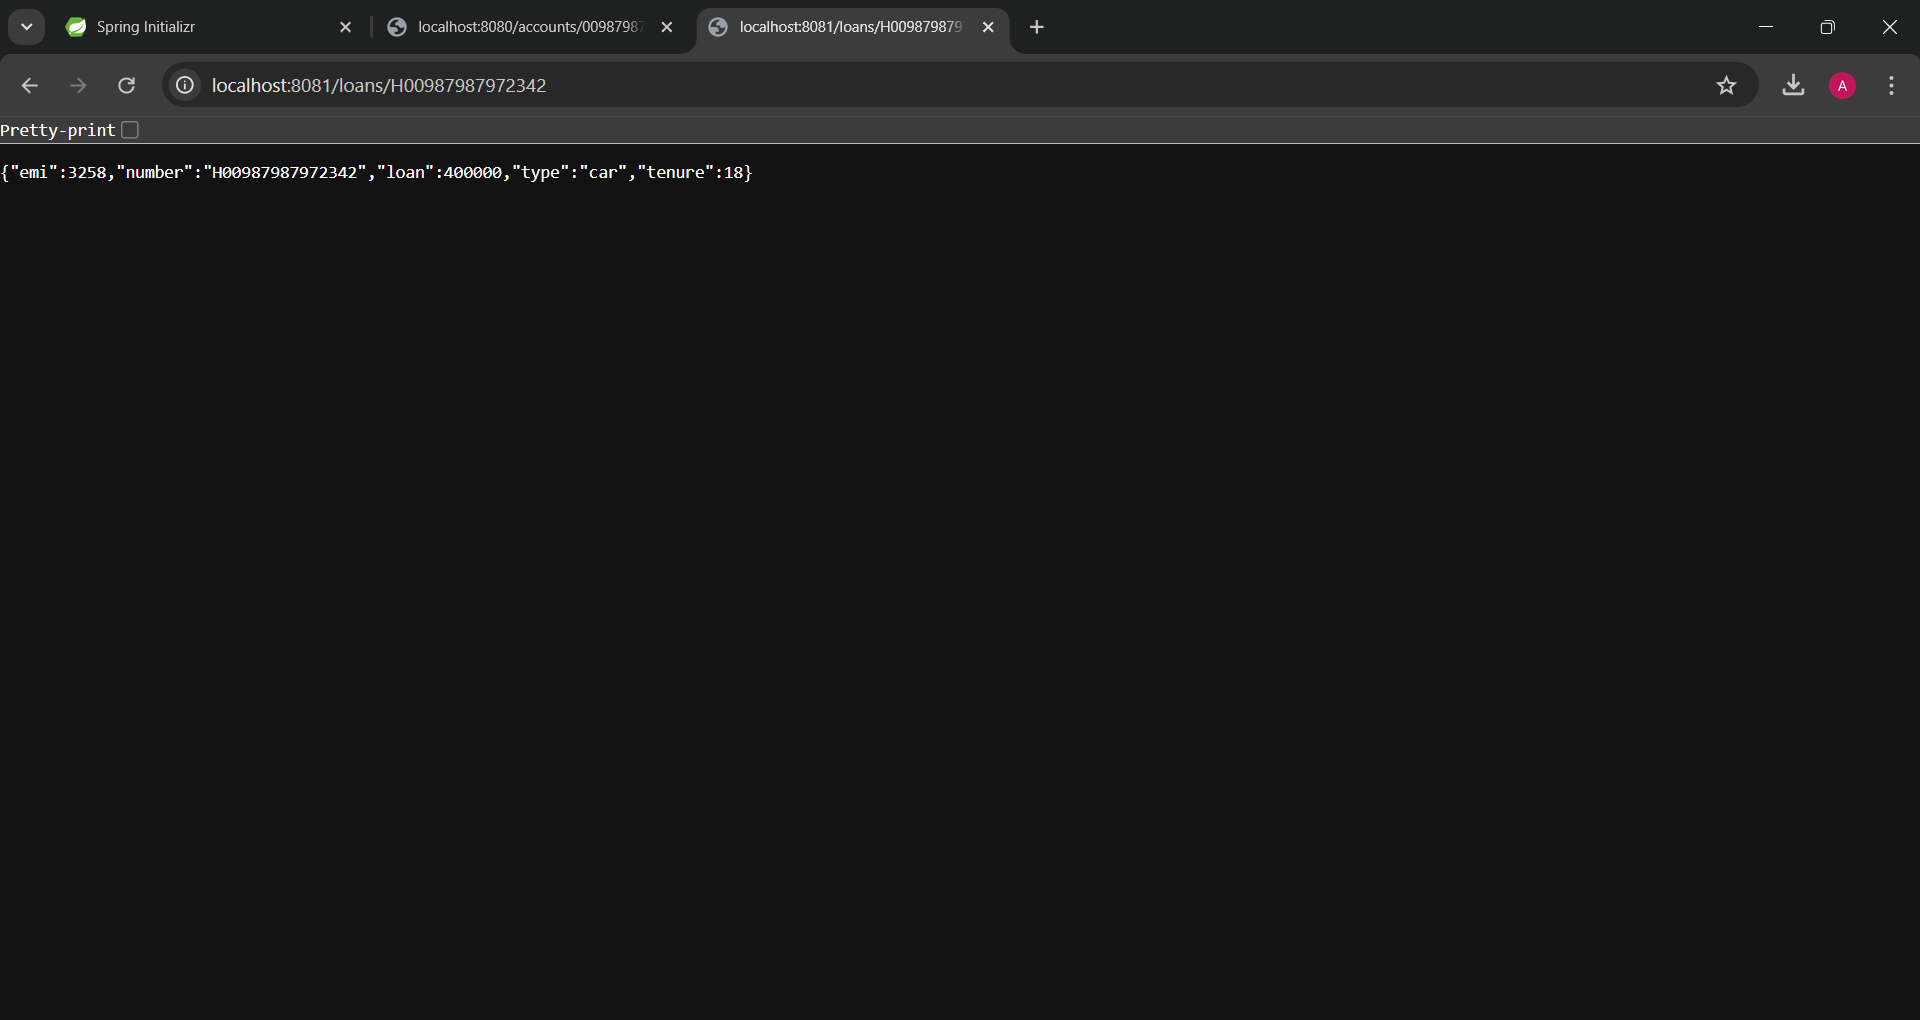 Spring Initializr
localhost:8080/accounts/0098798
localhost:8081/loans/H009879879
localhost:8081/loans/H00987987972342
A
Pretty-print
{"emi":3258,"number":"H00987987972342","loan":400000,"type":"car","tenure":18}